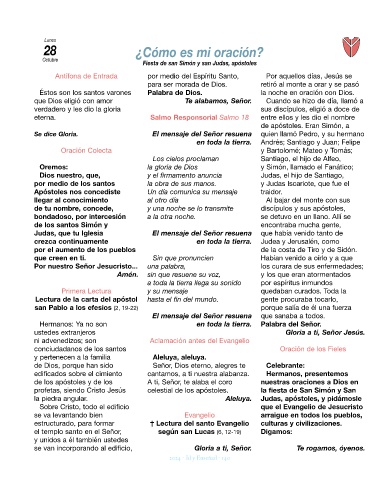 Lunes
28
Octubre
¿Cómo es mi oración?
Fiesta de san Simón y san Judas, apóstoles
Antífona de Entrada
Éstos son los santos varones
que Dios eligió con amor
verdadero y les dio la gloria
eterna.
Se dice Gloria.
Oración Colecta
Oremos:
Dios nuestro, que,
por medio de los santos
Apóstoles nos concediste
llegar al conocimiento
de tu nombre, concede,
bondadoso, por intercesión
de los santos Simón y
Judas, que tu Iglesia
crezca continuamente
por el aumento de los pueblos
que creen en ti.
Por nuestro Señor Jesucristo...
Amén.
Primera Lectura
Lectura de la carta del apóstol
san Pablo a los efesios (2, 19-22)
Hermanos: Ya no son
ustedes extranjeros
ni advenedizos; son
conciudadanos de los santos
y pertenecen a la familia
de Dios, porque han sido
edificados sobre el cimiento
de los apóstoles y de los
profetas, siendo Cristo Jesús
la piedra angular.
Sobre Cristo, todo el edificio
se va levantando bien
estructurado, para formar
el templo santo en el Señor,
y unidos a él también ustedes
se van incorporando al edificio,
por medio del Espíritu Santo,
para ser morada de Dios.
Palabra de Dios.
Te alabamos, Señor.
Salmo Responsorial Salmo 18
El mensaje del Señor resuena
en toda la tierra.
Los cielos proclaman
la gloria de Dios
y el firmamento anuncia
la obra de sus manos.
Un día comunica su mensaje
al otro día
y una noche se lo transmite
a la otra noche.
El mensaje del Señor resuena
en toda la tierra.
Sin que pronuncien
una palabra,
sin que resuene su voz,
a toda la tierra llega su sonido
y su mensaje
hasta el fin del mundo.
El mensaje del Señor resuena
en toda la tierra.
Aclamación antes del Evangelio
Aleluya, aleluya.
Señor, Dios eterno, alegres te
cantamos, a ti nuestra alabanza.
A ti, Señor, te alaba el coro
celestial de los apóstoles.
Aleluya.
Evangelio
† Lectura del santo Evangelio
según san Lucas (6, 12-19)
Gloria a ti, Señor.
Por aquellos días, Jesús se
retiró al monte a orar y se pasó
la noche en oración con Dios.
Cuando se hizo de día, llamó a
sus discípulos, eligió a doce de
entre ellos y les dio el nombre
de apóstoles. Eran Simón, a
quien llamó Pedro, y su hermano
Andrés; Santiago y Juan; Felipe
y Bartolomé; Mateo y Tomás;
Santiago, el hijo de Alfeo,
y Simón, llamado el Fanático;
Judas, el hijo de Santiago,
y Judas Iscariote, que fue el
traidor.
Al bajar del monte con sus
discípulos y sus apóstoles,
se detuvo en un llano. Allí se
encontraba mucha gente,
que había venido tanto de
Judea y Jerusalén, como
de la costa de Tiro y de Sidón.
Habían venido a oírlo y a que
los curara de sus enfermedades;
y los que eran atormentados
por espíritus inmundos
quedaban curados. Toda la
gente procuraba tocarlo,
porque salía de él una fuerza
que sanaba a todos.
Palabra del Señor.
Gloria a ti, Señor Jesús.
Oración de los Fieles
Celebrante:
Hermanos, presentemos
nuestras oraciones a Dios en
la fiesta de San Simón y San
Judas, apóstoles, y pidámosle
que el Evangelio de Jesucristo
arraigue en todos los pueblos,
culturas y civilizaciones.
Digamos:
Te rogamos, óyenos.